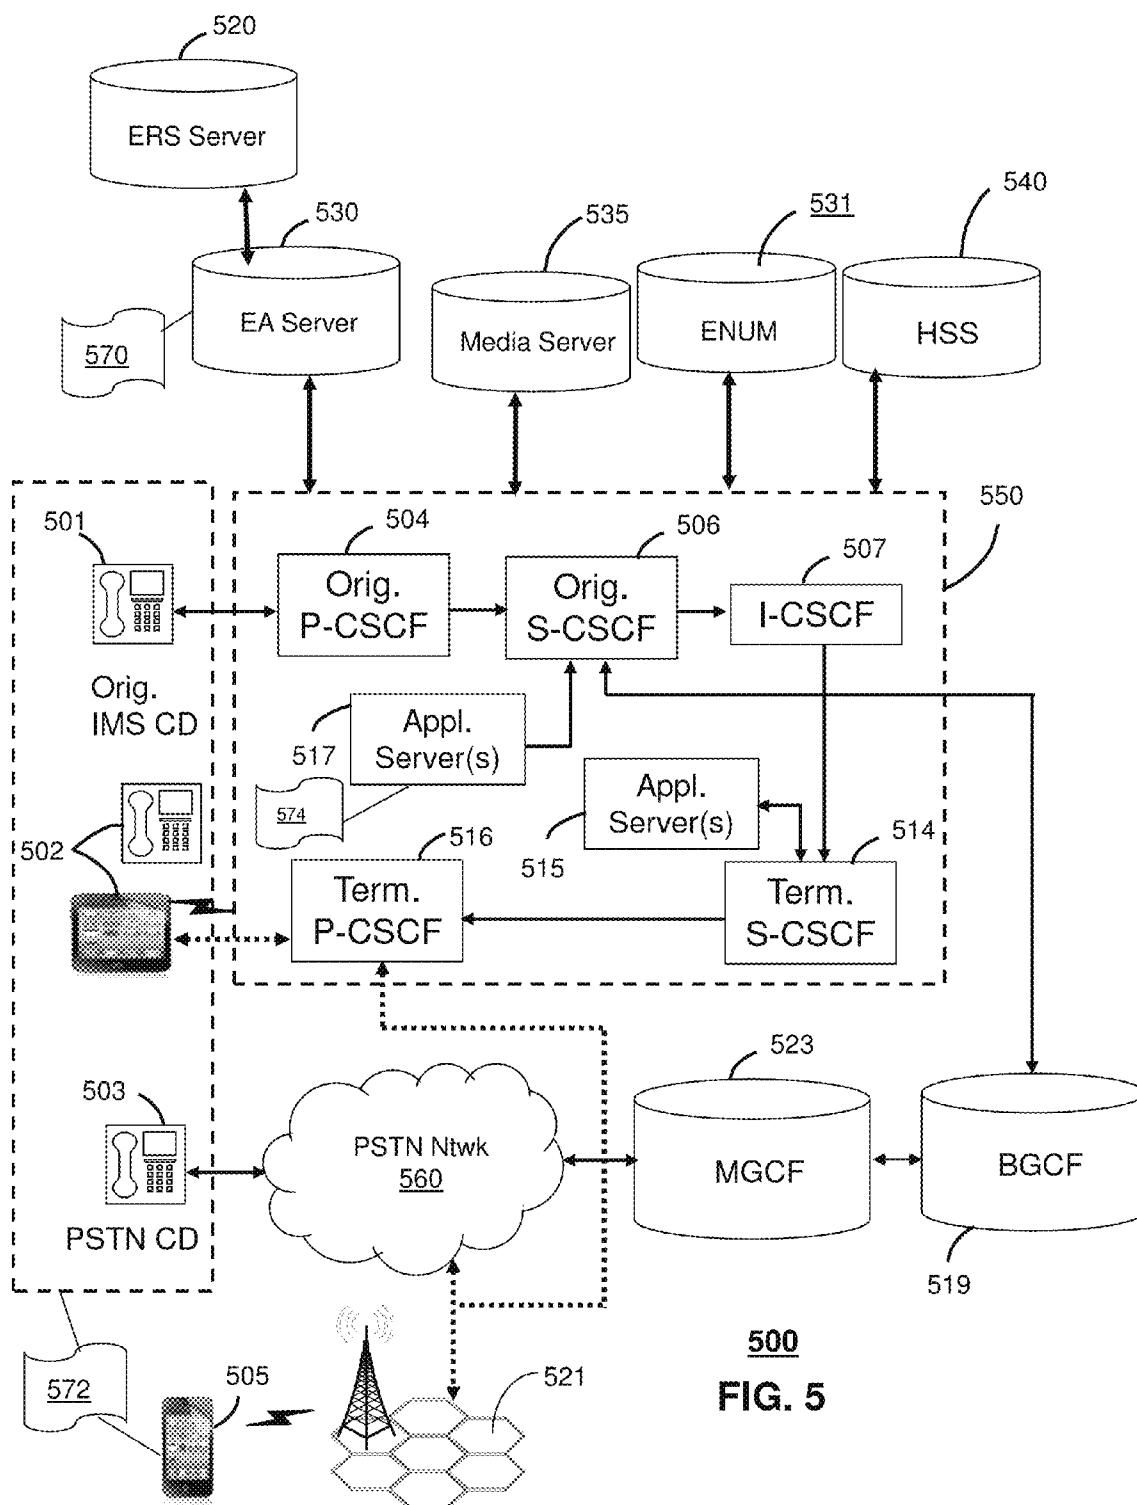 520
ERS Server
530
535
531
540
EA Server
570
Media Server
ENUM
HSS
550
501
504
506
507
Orig.
P-CSCF
Orig.
S-CSCF
I-CSCF
Orig.
IMS CD
517
Appl.
Server(s)
574
Appl.
Server(s)
515
502
516
514
Term.
P-CSCF
Term.
S-CSCF
503
PSTN CD
PSTN Ntwk
560
523
MGCF
BGCF
519
572
505
521
500
FIG. 5